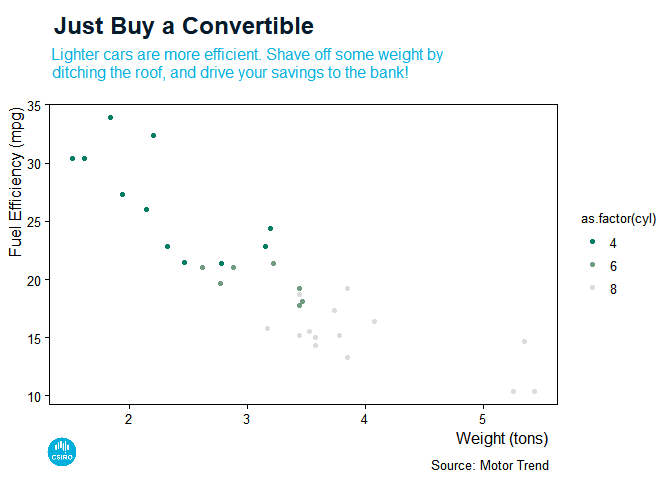 Just Buy a Convertible
Lighter cars are more efficient. Shave off some weight by
ditching the roof, and drive your savings to the bank!
Fuel Efficiency (mpg)
35
30
25
20
15
10
2
3
4
5
Weight (tons)
as.factor(cyl)
4
6
8
CSIRO
Source: Motor Trend